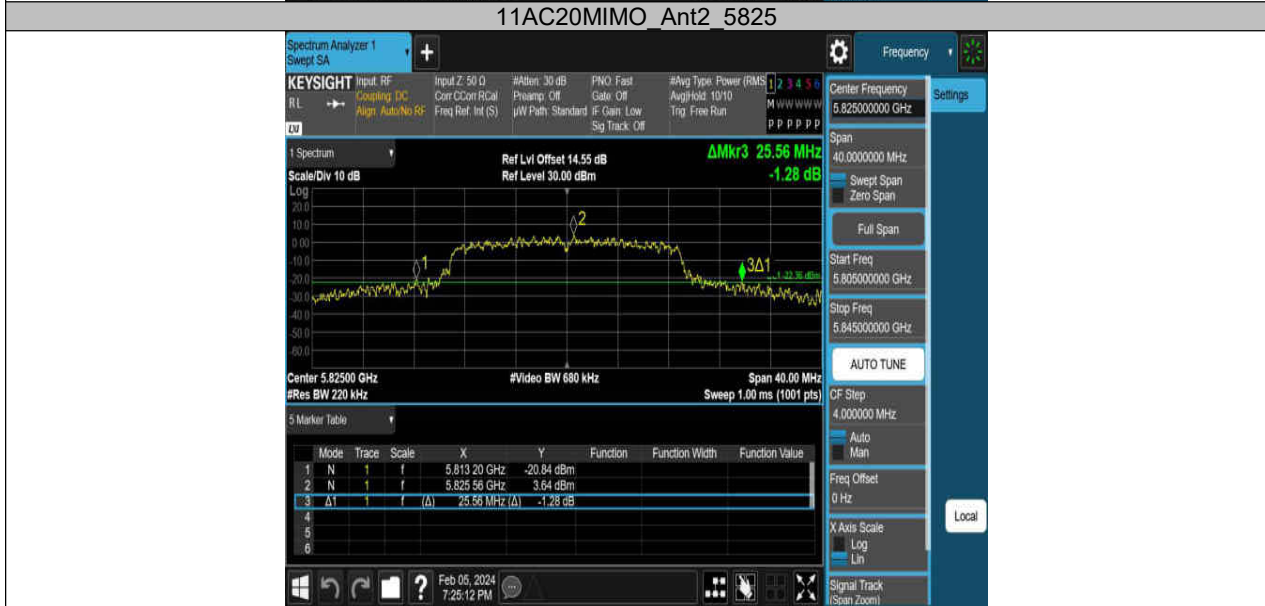 11AC20MIMO_Ant2_5825
Spectrum Analyzer 1
Swept SA
+
Frequency
KEYSIGHT
RL
LXI
Input: RF
Coupling: DC
Align: Auto/No RF
Input Z: 50 Ω
Corr CCorr RCal
Freq Ref: Int (S)
#Atten: 30 dB
Preamp: Off
µW Path: Standard
PNO: Fast
Gate: Off
IF Gain: Low
Sig Track: Off
#Avg Type: Power (RMS
Avg|Hold: 10/10
Trig: Free Run
1 2 3 4 5 6
M w w w w w
P P P P P P
1 Spectrum
Ref Lvl Offset 14.55 dB
ΔMkr3 25.56 MHz
Scale/Div 10 dB
Ref Level 30.00 dBm
-1.28 dB
Log
20.0
10.0
0.00
-10.0
-20.0
-30.0
-40.0
-50.0
-60.0
1
2
3Δ1
-22.36 dBm
Center 5.82500 GHz
#Video BW 680 kHz
Span 40.00 MHz
#Res BW 220 kHz
Sweep 1.00 ms (1001 pts)
5 Marker Table
Mode Trace Scale X Y Function Function Width Function Value
1 N 1 f 5.813 20 GHz -20.84 dBm
2 N 1 f 5.825 56 GHz 3.64 dBm
3 Δ1 1 f (Δ) 25.56 MHz (Δ) -1.28 dB
4
5
6
?
Feb 05, 2024
7:25:12 PM
Center Frequency
5.825000000 GHz
Settings
Span
40.0000000 MHz
Swept Span
Zero Span
Full Span
Start Freq
5.805000000 GHz
Stop Freq
5.845000000 GHz
AUTO TUNE
CF Step
4.000000 MHz
Auto
Man
Freq Offset
0 Hz
X Axis Scale
Log
Lin
Local
Signal Track
(Span Zoom)